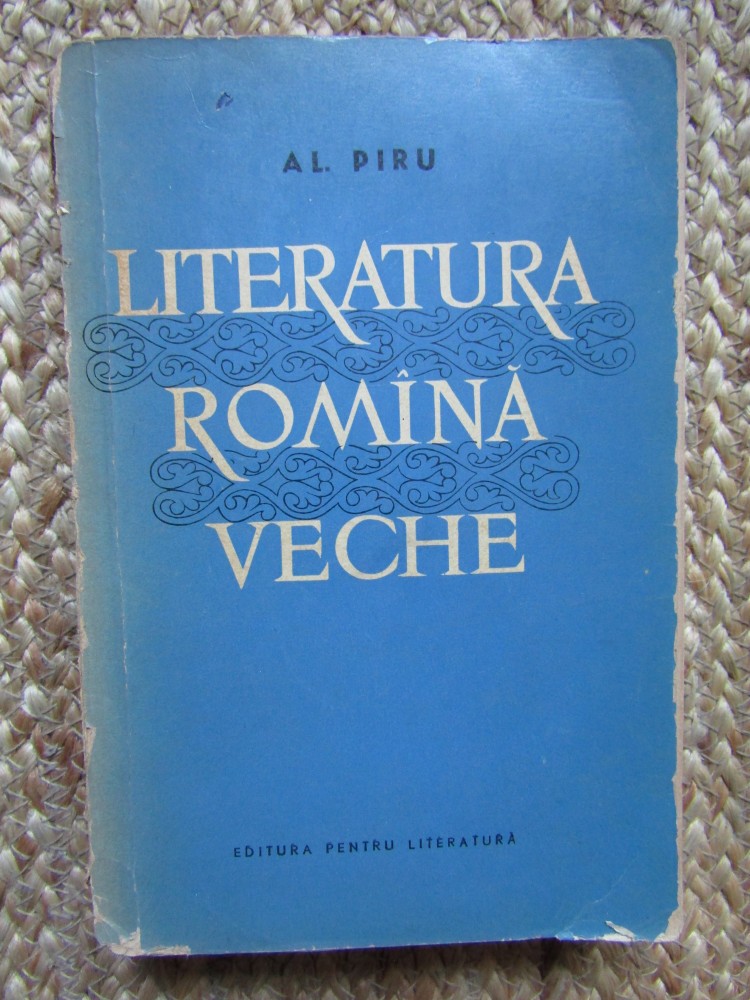 AL. PIRU
LITERATURA
ROMÎNĂ
VECHE
EDITURA PENTRU LITERATURĂ